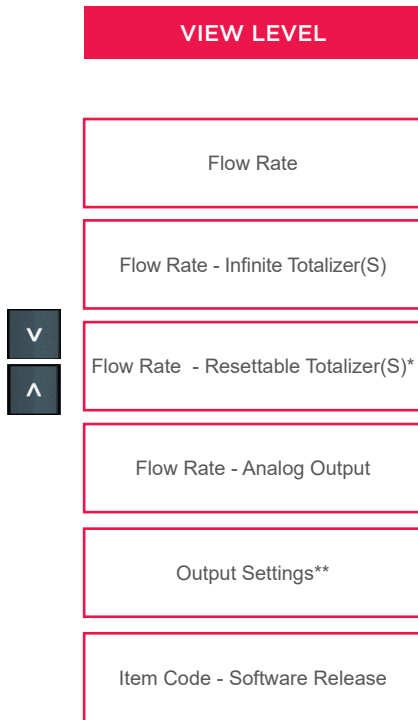 VIEW LEVEL
Flow Rate
Flow Rate - Infinite Totalizer(S)
Flow Rate - Resettable Totalizer(S)*
Flow Rate - Analog Output
Output Settings**
Item Code - Software Release